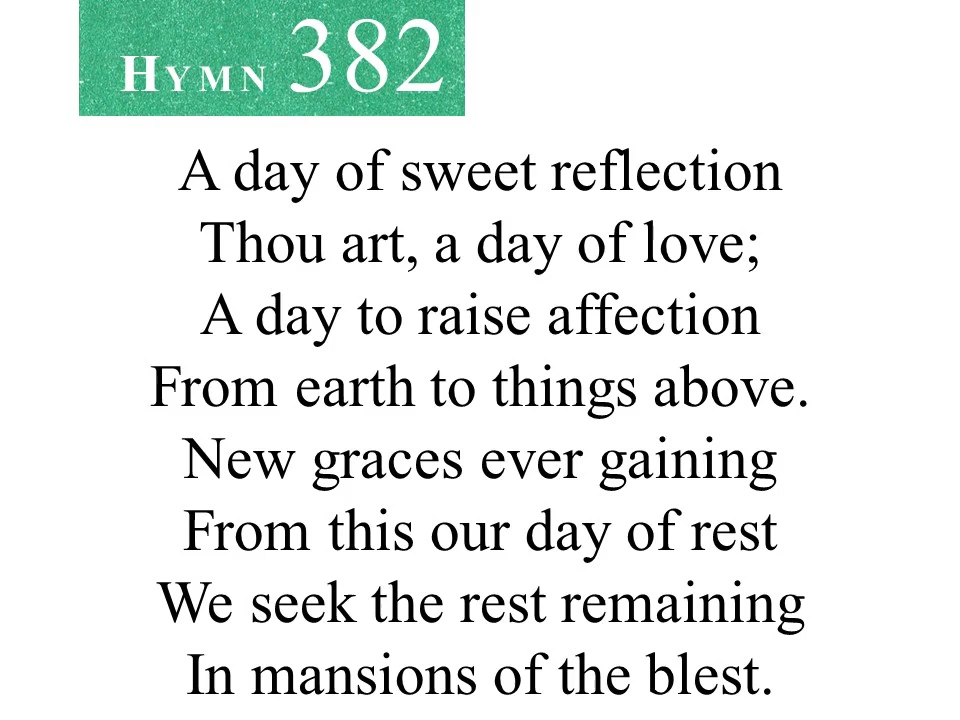 HYMN 382
A day of sweet reflection
Thou art, a day of love;
A day to raise affection
From earth to things above.
New graces ever gaining
From this our day of rest
We seek the rest remaining
In mansions of the blest.